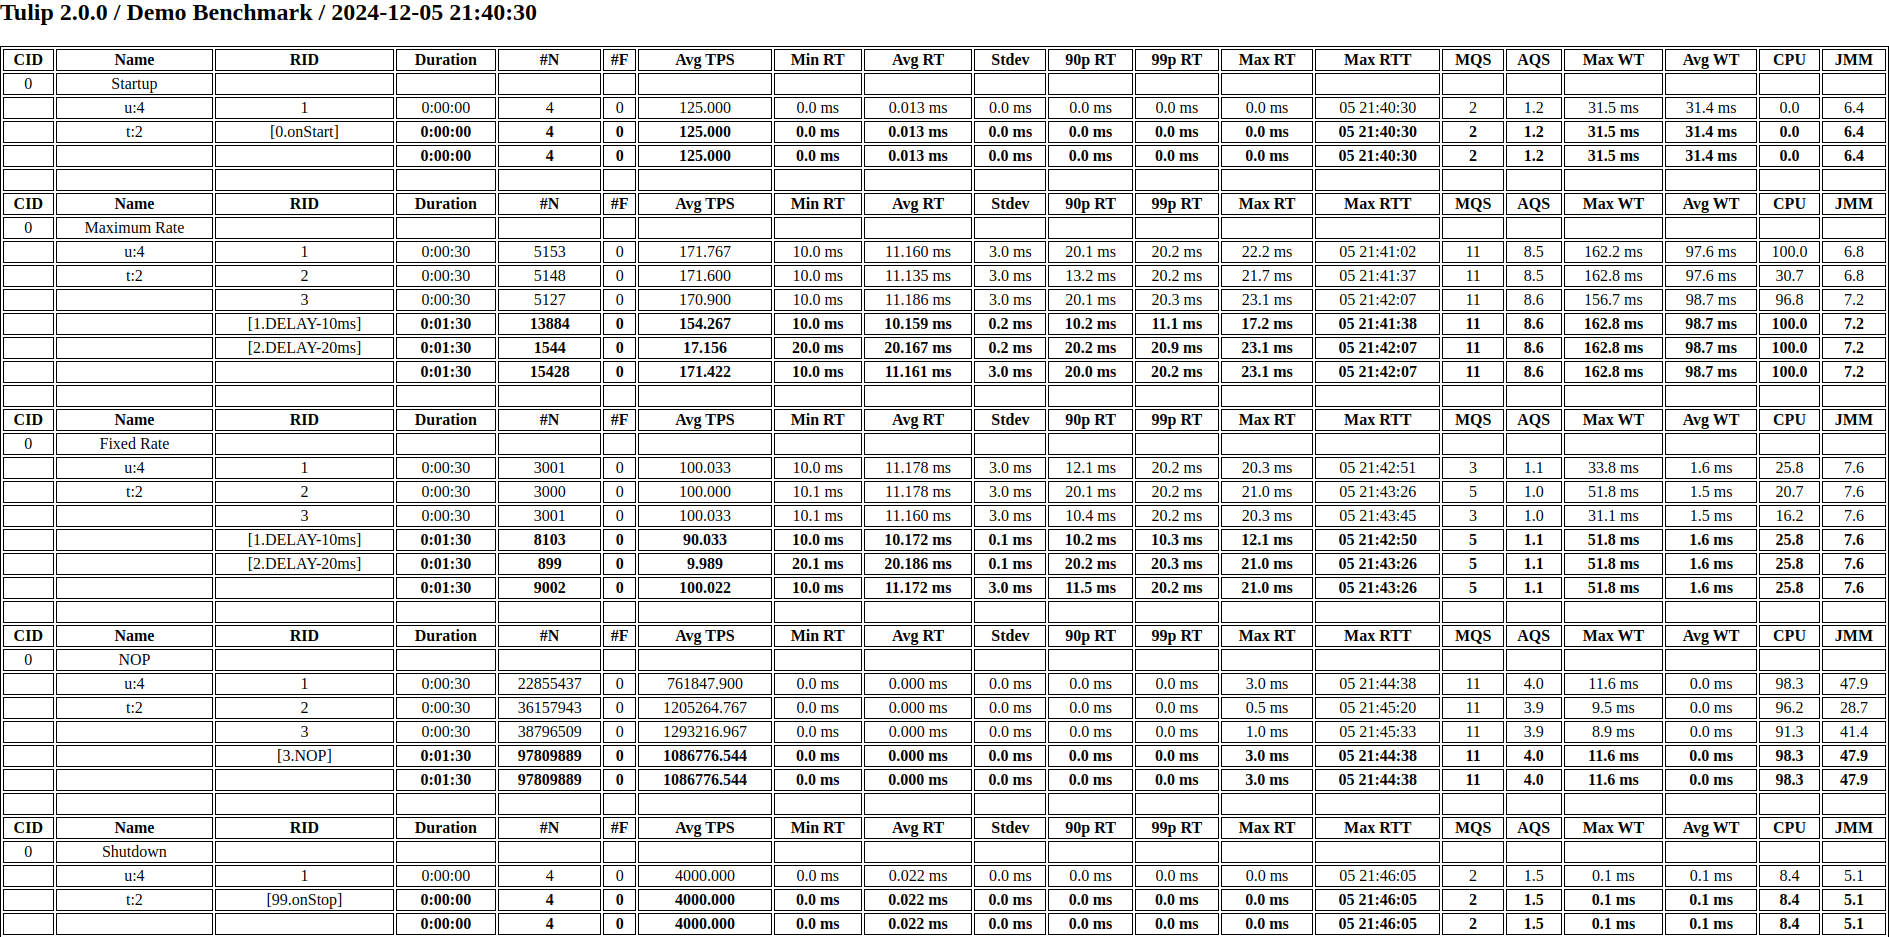 Tulip 2.0.0 / Demo Benchmark / 2024-12-05 21:40:30
CID Name RID Duration #N #F Avg TPS Min RT Avg RT Stdev 90p RT 99p RT Max RT Max RTT MQS AQS Max WT Avg WT CPU JMM
0 Startup
u:4 1 0:00:00 4 0 125.000 0.0 ms 0.013 ms 0.0 ms 0.0 ms 0.0 ms 0.0 ms 05 21:40:30 2 1.2 31.5 ms 31.4 ms 0.0 6.4
t:2 [0.onStart] 0:00:00 4 0 125.000 0.0 ms 0.013 ms 0.0 ms 0.0 ms 0.0 ms 0.0 ms 05 21:40:30 2 1.2 31.5 ms 31.4 ms 0.0 6.4
0:00:00 4 0 125.000 0.0 ms 0.013 ms 0.0 ms 0.0 ms 0.0 ms 0.0 ms 05 21:40:30 2 1.2 31.5 ms 31.4 ms 0.0 6.4
CID Name RID Duration #N #F Avg TPS Min RT Avg RT Stdev 90p RT 99p RT Max RT Max RTT MQS AQS Max WT Avg WT CPU JMM
0 Maximum Rate
u:4 1 0:00:30 5153 0 171.767 10.0 ms 11.160 ms 3.0 ms 20.1 ms 20.2 ms 22.2 ms 05 21:41:02 11 8.5 162.2 ms 97.6 ms 100.0 6.8
t:2 2 0:00:30 5148 0 171.600 10.0 ms 11.135 ms 3.0 ms 13.2 ms 20.2 ms 21.7 ms 05 21:41:37 11 8.5 162.8 ms 97.6 ms 30.7 6.8
3 0:00:30 5127 0 170.900 10.0 ms 11.186 ms 3.0 ms 20.1 ms 20.3 ms 23.1 ms 05 21:42:07 11 8.6 156.7 ms 98.7 ms 96.8 7.2
[1.DELAY-10ms] 0:01:30 13884 0 154.267 10.0 ms 10.159 ms 0.2 ms 10.2 ms 11.1 ms 17.2 ms 05 21:41:38 11 8.6 162.8 ms 98.7 ms 100.0 7.2
[2.DELAY-20ms] 0:01:30 1544 0 17.156 20.0 ms 20.167 ms 0.2 ms 20.2 ms 20.9 ms 23.1 ms 05 21:42:07 11 8.6 162.8 ms 98.7 ms 100.0 7.2
0:01:30 15428 0 171.422 10.0 ms 11.161 ms 3.0 ms 20.0 ms 20.2 ms 23.1 ms 05 21:42:07 11 8.6 162.8 ms 98.7 ms 100.0 7.2
CID Name RID Duration #N #F Avg TPS Min RT Avg RT Stdev 90p RT 99p RT Max RT Max RTT MQS AQS Max WT Avg WT CPU JMM
0 Fixed Rate
u:4 1 0:00:30 3001 0 100.033 10.0 ms 11.178 ms 3.0 ms 12.1 ms 20.2 ms 20.3 ms 05 21:42:51 3 1.1 33.8 ms 1.6 ms 25.8 7.6
t:2 2 0:00:30 3000 0 100.000 10.1 ms 11.178 ms 3.0 ms 20.1 ms 20.2 ms 21.0 ms 05 21:43:26 5 1.0 51.8 ms 1.5 ms 20.7 7.6
3 0:00:30 3001 0 100.033 10.1 ms 11.160 ms 3.0 ms 10.4 ms 20.2 ms 20.3 ms 05 21:43:45 3 1.0 31.1 ms 1.5 ms 16.2 7.6
[1.DELAY-10ms] 0:01:30 8103 0 90.033 10.0 ms 10.172 ms 0.1 ms 10.2 ms 10.3 ms 12.1 ms 05 21:42:50 5 1.1 51.8 ms 1.6 ms 25.8 7.6
[2.DELAY-20ms] 0:01:30 899 0 9.989 20.1 ms 20.186 ms 0.1 ms 20.2 ms 20.3 ms 21.0 ms 05 21:43:26 5 1.1 51.8 ms 1.6 ms 25.8 7.6
0:01:30 9002 0 100.022 10.0 ms 11.172 ms 3.0 ms 11.5 ms 20.2 ms 21.0 ms 05 21:43:26 5 1.1 51.8 ms 1.6 ms 25.8 7.6
CID Name RID Duration #N #F Avg TPS Min RT Avg RT Stdev 90p RT 99p RT Max RT Max RTT MQS AQS Max WT Avg WT CPU JMM
0 NOP
u:4 1 0:00:30 22855437 0 761847.900 0.0 ms 0.000 ms 0.0 ms 0.0 ms 0.0 ms 3.0 ms 05 21:44:38 11 4.0 11.6 ms 0.0 ms 98.3 47.9
t:2 2 0:00:30 36157943 0 1205264.767 0.0 ms 0.000 ms 0.0 ms 0.0 ms 0.0 ms 0.5 ms 05 21:45:20 11 3.9 9.5 ms 0.0 ms 96.2 28.7
3 0:00:30 38796509 0 1293216.967 0.0 ms 0.000 ms 0.0 ms 0.0 ms 0.0 ms 1.0 ms 05 21:45:33 11 3.9 8.9 ms 0.0 ms 91.3 41.4
[3.NOP] 0:01:30 97809889 0 1086776.544 0.0 ms 0.000 ms 0.0 ms 0.0 ms 0.0 ms 3.0 ms 05 21:44:38 11 4.0 11.6 ms 0.0 ms 98.3 47.9
0:01:30 97809889 0 1086776.544 0.0 ms 0.000 ms 0.0 ms 0.0 ms 0.0 ms 3.0 ms 05 21:44:38 11 4.0 11.6 ms 0.0 ms 98.3 47.9
CID Name RID Duration #N #F Avg TPS Min RT Avg RT Stdev 90p RT 99p RT Max RT Max RTT MQS AQS Max WT Avg WT CPU JMM
0 Shutdown
u:4 1 0:00:00 4 0 4000.000 0.0 ms 0.022 ms 0.0 ms 0.0 ms 0.0 ms 0.0 ms 05 21:46:05 2 1.5 0.1 ms 0.1 ms 8.4 5.1
t:2 [99.onStop] 0:00:00 4 0 4000.000 0.0 ms 0.022 ms 0.0 ms 0.0 ms 0.0 ms 0.0 ms 05 21:46:05 2 1.5 0.1 ms 0.1 ms 8.4 5.1
0:00:00 4 0 4000.000 0.0 ms 0.022 ms 0.0 ms 0.0 ms 0.0 ms 0.0 ms 05 21:46:05 2 1.5 0.1 ms 0.1 ms 8.4 5.1